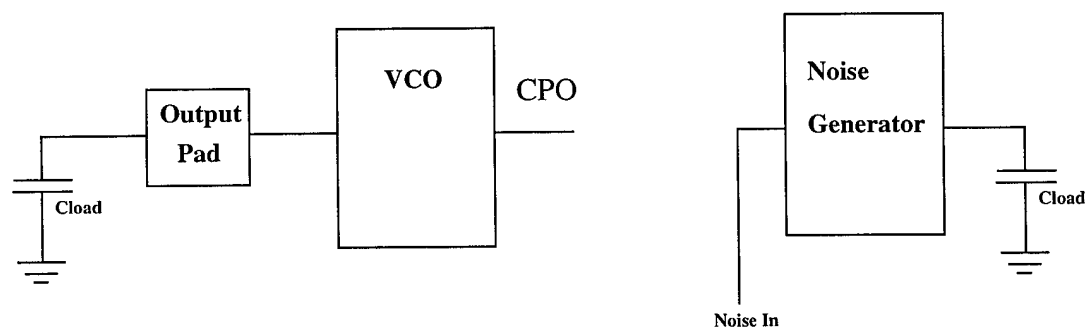 VCO
CPO
Output
Pad
Cload
Noise
Generator
Cload
Noise In